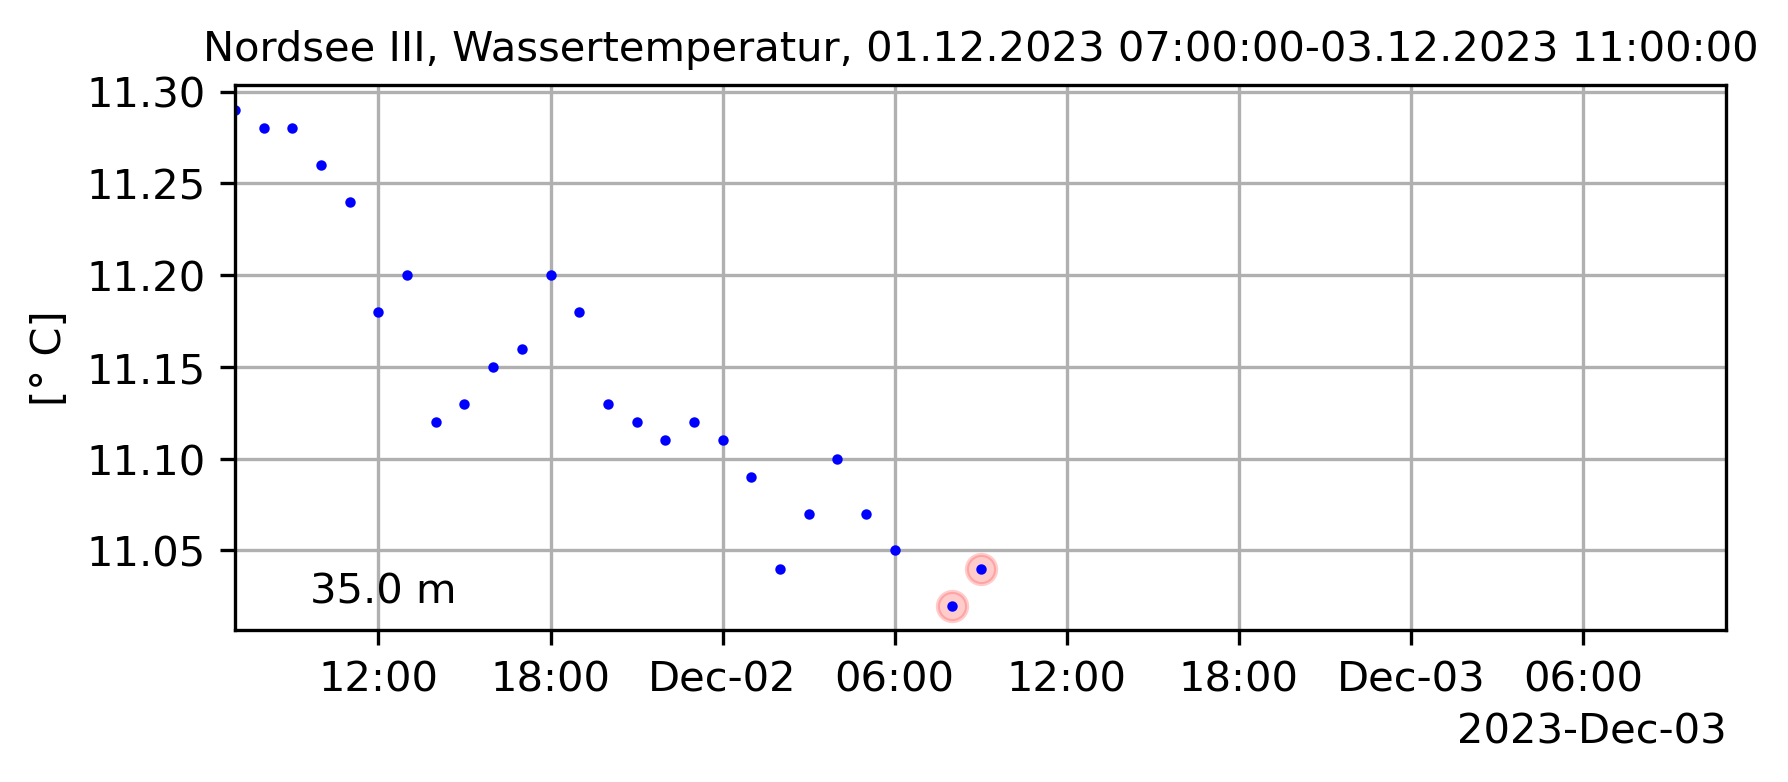 Nordsee III, Wassertemperatur, 01.12.2023 07:00:00-03.12.2023 11:00:00
11.30
11.25
11.20
11.15
11.10
11.05
[° C]
35.0 m
12:00 18:00 Dec-02 06:00 12:00 18:00 Dec-03 06:00
2023-Dec-03